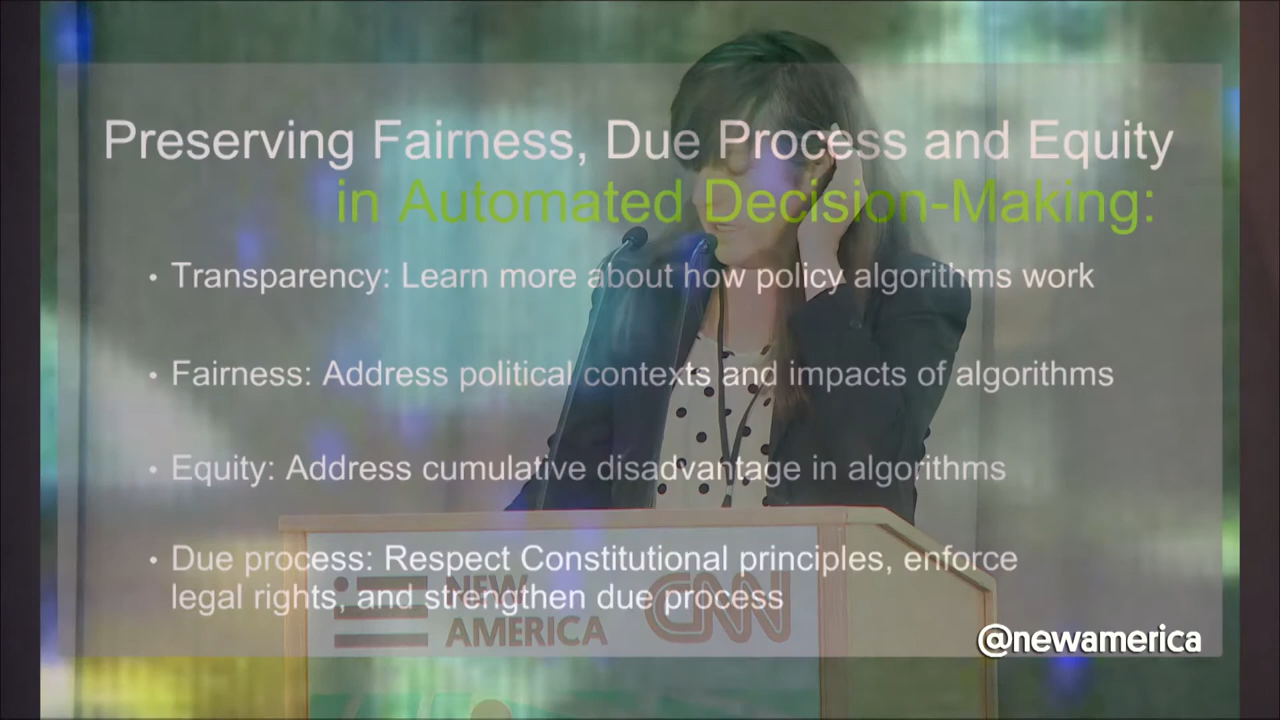 Preserving Fairness, Due Process and Equity
in Automated Decision-Making:
• Transparency: Learn more about how policy algorithms work
• Fairness: Address political contexts and impacts of algorithms
• Equity: Address cumulative disadvantage in algorithms
• Due process: Respect Constitutional principles, enforce
legal rights, and strengthen due process
NEW
AMERICA
CNN
@newamerica